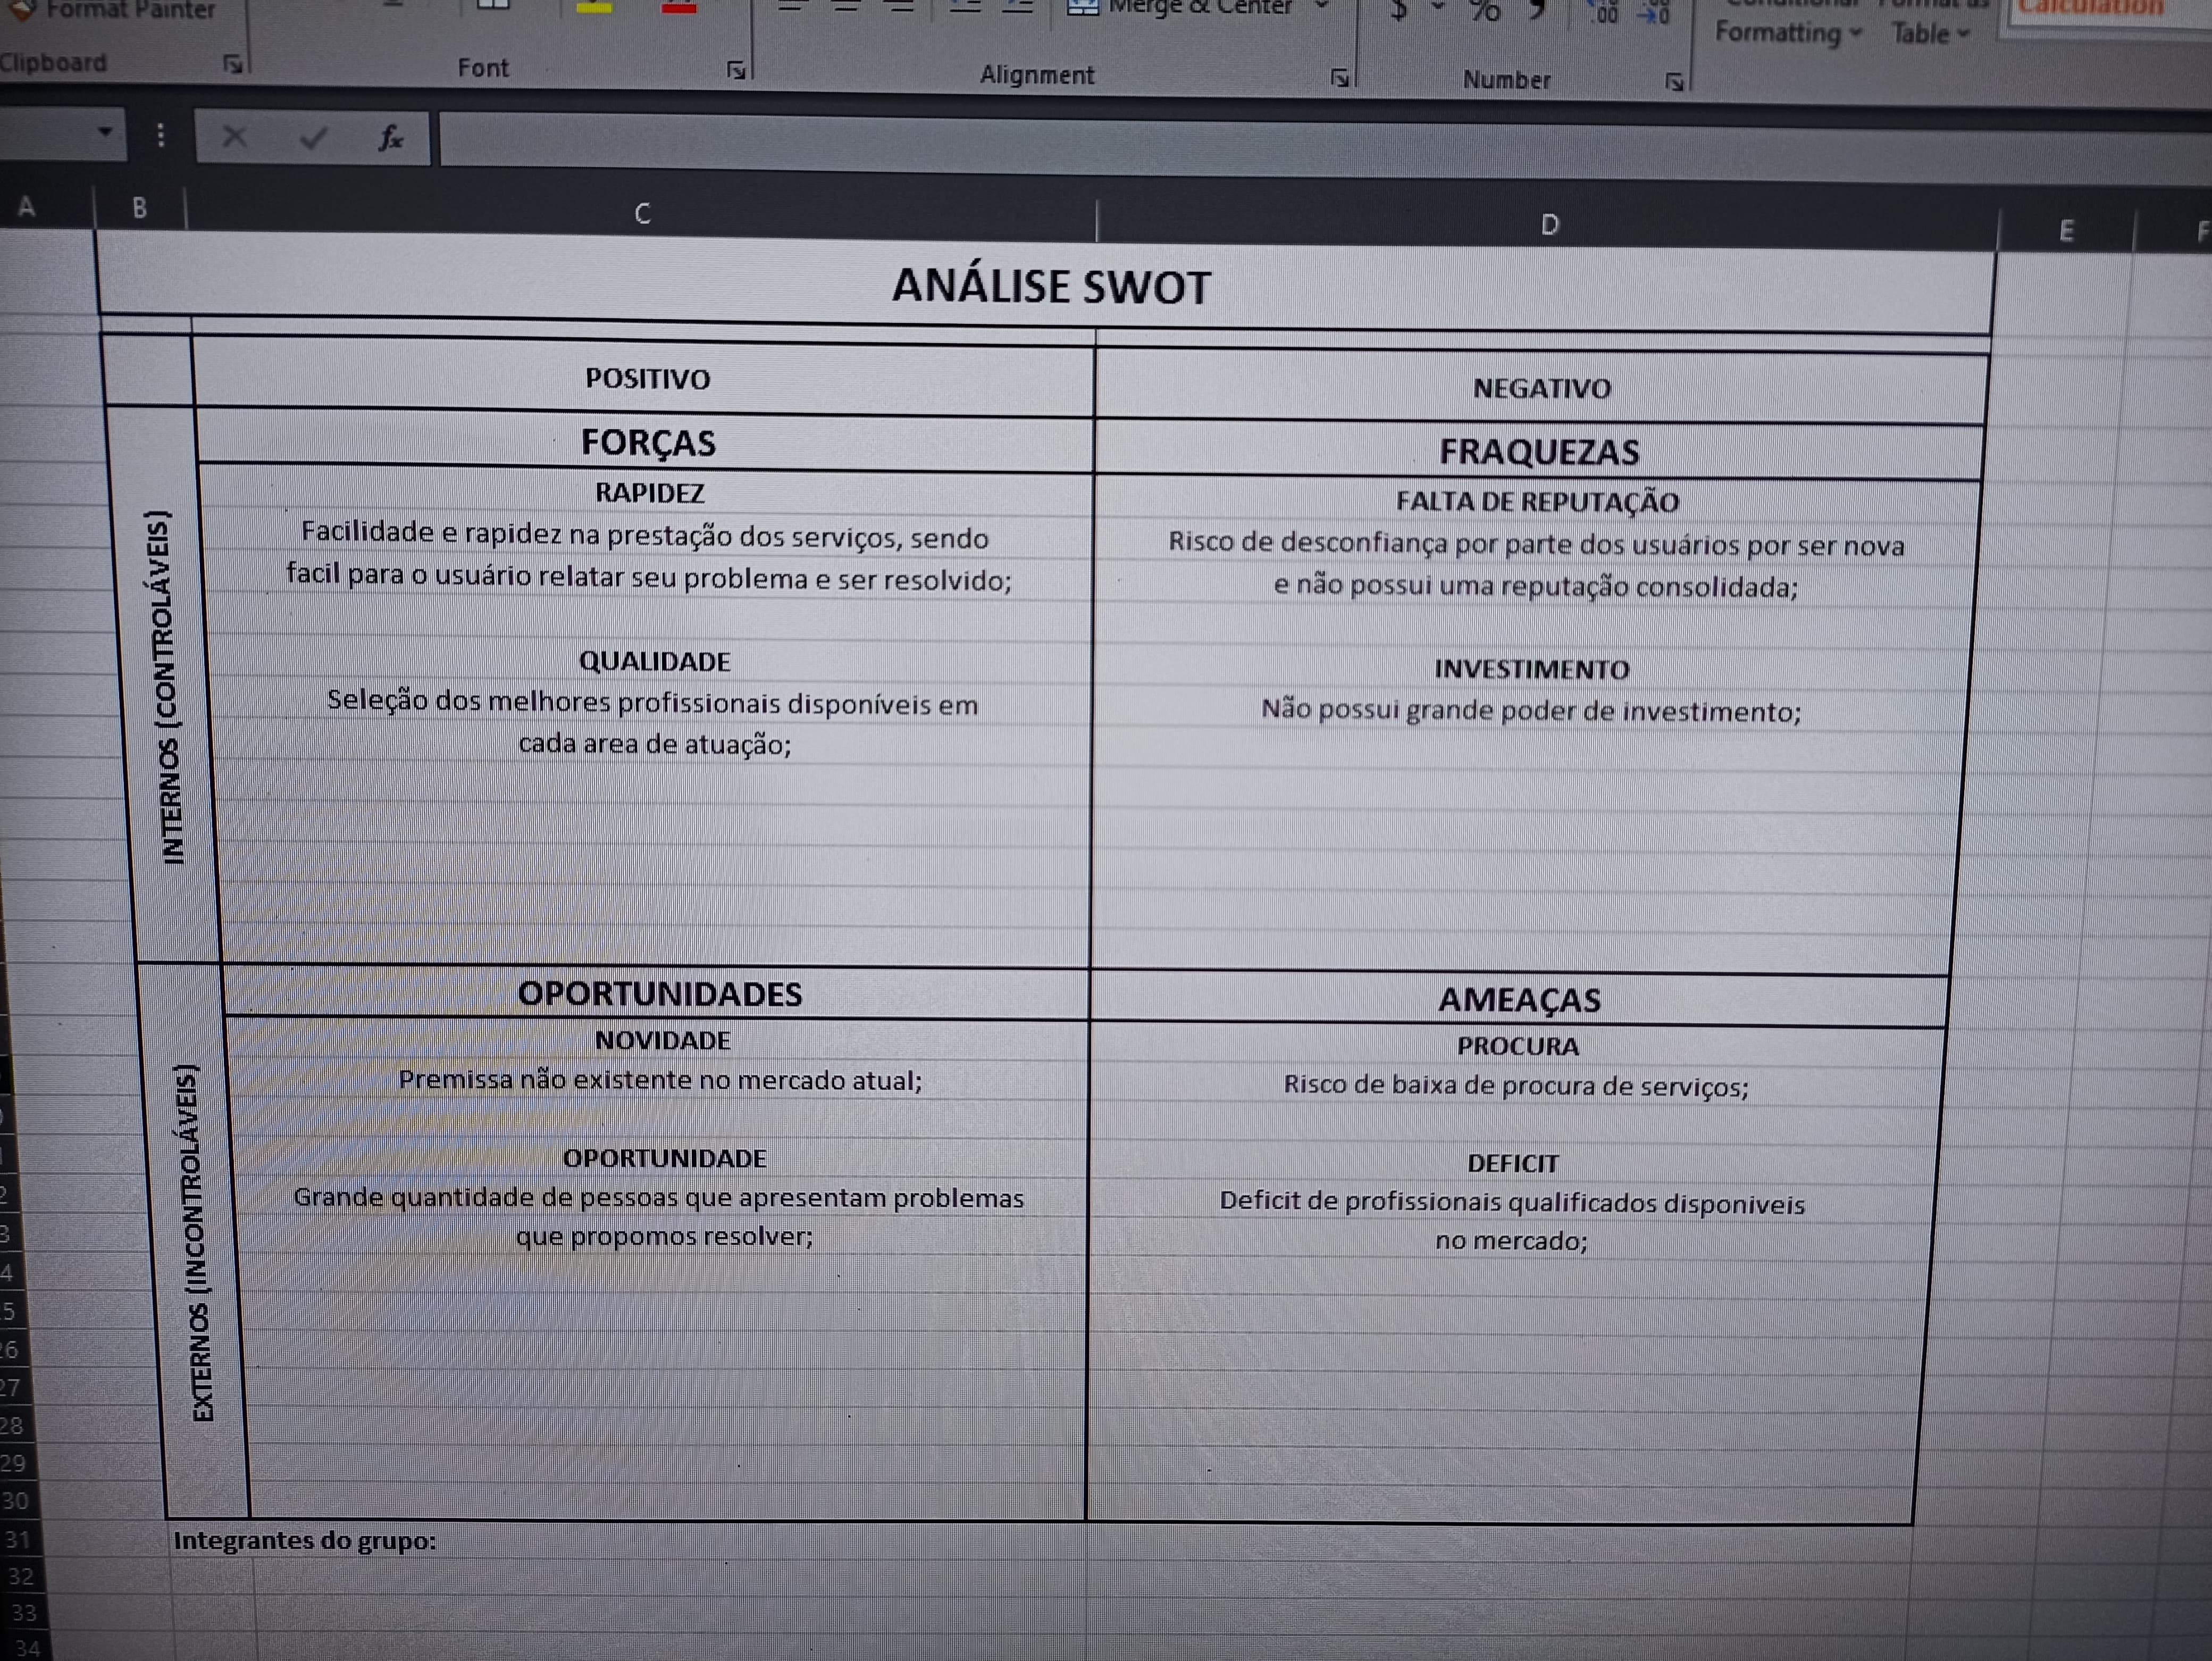 Format Painter
Merge & Center
$ % .00
Formatting Table
Calculation
Clipboard Font Alignment Number
fx
A B C D E F
ANÁLISE SWOT
POSITIVO NEGATIVO
INTERNOS (CONTROLÁVEIS)
FORÇAS
RAPIDEZ
Facilidade e rapidez na prestação dos serviços, sendo
facil para o usuário relatar seu problema e ser resolvido;
QUALIDADE
Seleção dos melhores profissionais disponíveis em
cada area de atuação;
FRAQUEZAS
FALTA DE REPUTAÇÃO
Risco de desconfiança por parte dos usuários por ser nova
e não possui uma reputação consolidada;
INVESTIMENTO
Não possui grande poder de investimento;
EXTERNOS (INCONTROLÁVEIS)
OPORTUNIDADES
NOVIDADE
Premissa não existente no mercado atual;
OPORTUNIDADE
Grande quantidade de pessoas que apresentam problemas
que propomos resolver;
AMEAÇAS
PROCURA
Risco de baixa de procura de serviços;
DEFICIT
Deficit de profissionais qualificados disponiveis
no mercado;
28
29
30
31
Integrantes do grupo:
32
33
34